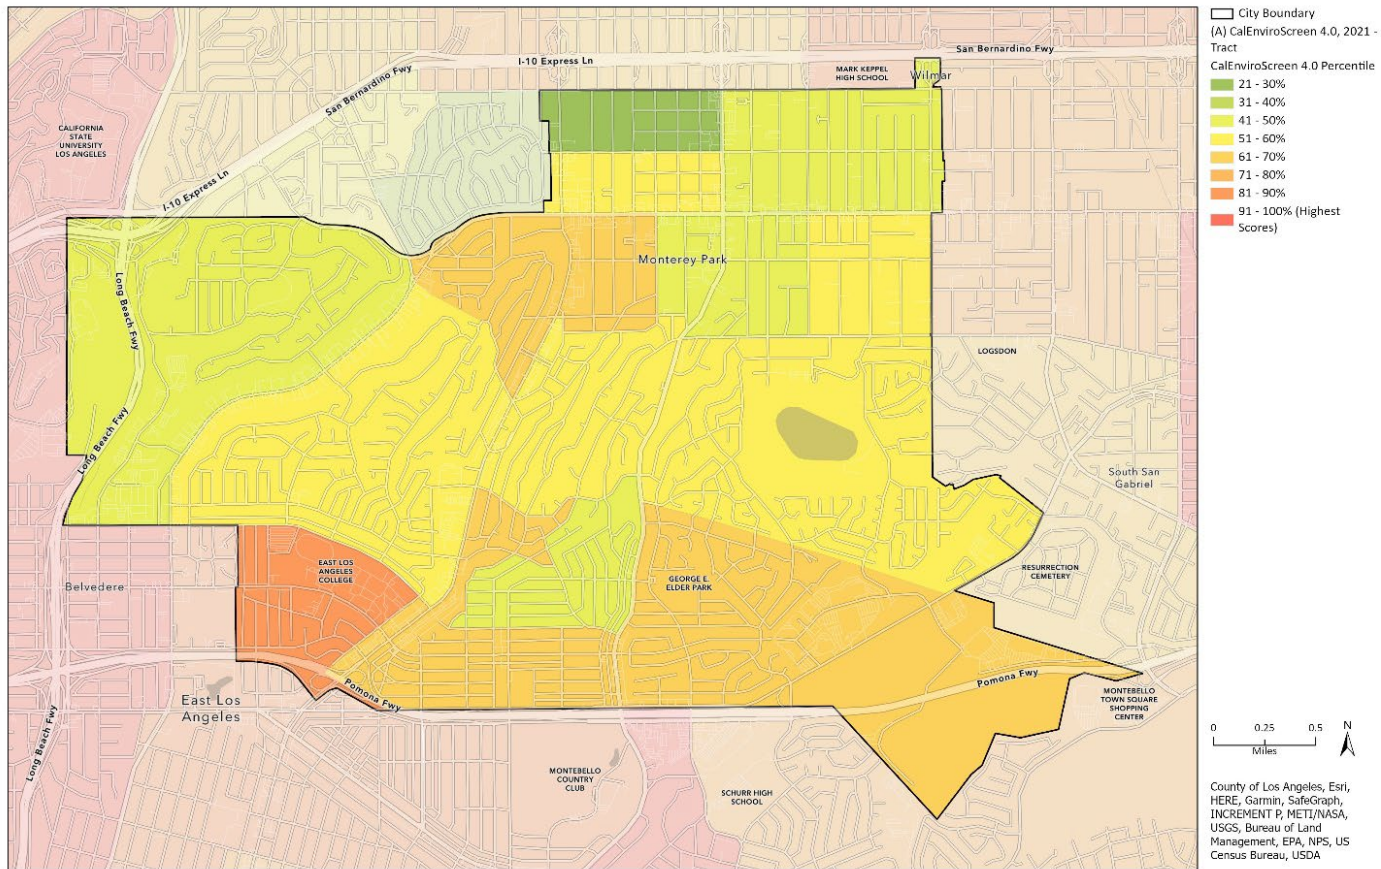 San Bernardino Fwy
I-10 Express Ln
MARK KEPPEL
HIGH SCHOOL
Wilmar
San Bernardino Fwy
CALIFORNIA
STATE
UNIVERSITY
LOS ANGELES
I-10 Express Ln
Monterey Park
Long Beach Fwy
LOGSDON
Long Beach Fwy
South San
Gabriel
EAST LOS
ANGELES
COLLEGE
RESURRECTION
CEMETERY
Belvedere
GEORGE E.
ELDER PARK
Pomona Fwy
Pomona Fwy
East Los
Angeles
MONTEBELLO
TOWN SQUARE
SHOPPING
CENTER
Long Beach Fwy
MONTEBELLO
COUNTRY
CLUB
SCHURR HIGH
SCHOOL
City Boundary
(A) CalEnviroScreen 4.0, 2021 -
Tract
CalEnviroScreen 4.0 Percentile
21 - 30%
31 - 40%
41 - 50%
51 - 60%
61 - 70%
71 - 80%
81 - 90%
91 - 100% (Highest
Scores)
0 0.25 0.5
Miles
N
County of Los Angeles, Esri,
HERE, Garmin, SafeGraph,
INCREMENT P, METI/NASA,
USGS, Bureau of Land
Management, EPA, NPS, US
Census Bureau, USDA